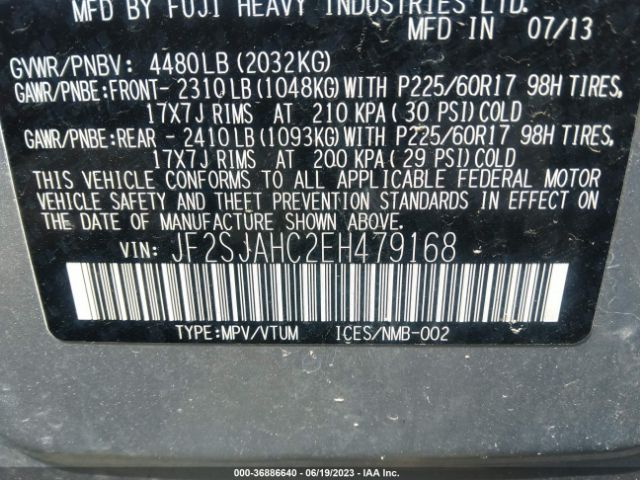 MFD BY FUJI HEAVY INDUSTRIES LTD.
MFD IN 07/13
GVWR/PNBV: 4480LB (2032KG)
GAWR/PNBE:FRONT- 2310LB (1048KG) WITH P225/60R17 98H TIRES,
17X7J RIMS AT 210 KPA( 30 PSI) COLD
GAWR/PNBE:REAR - 2410LB (1093KG) WITH P225/60R17 98H TIRES,
17X7J RIMS AT 200 KPA( 29 PSI) COLD
THIS VEHICLE CONFORMS TO ALL APPLICABLE FEDERAL MOTOR
VEHICLE SAFETY AND THEFT PREVENTION STANDARDS IN EFFECT
ON THE DATE OF MANUFACTURE SHOWN ABOVE.
VIN: JF2SJAHC2EH479168
TYPE:MPV/VTUM ICES/NMB-002
000-36886640 - 06/19/2023 - IAA Inc.